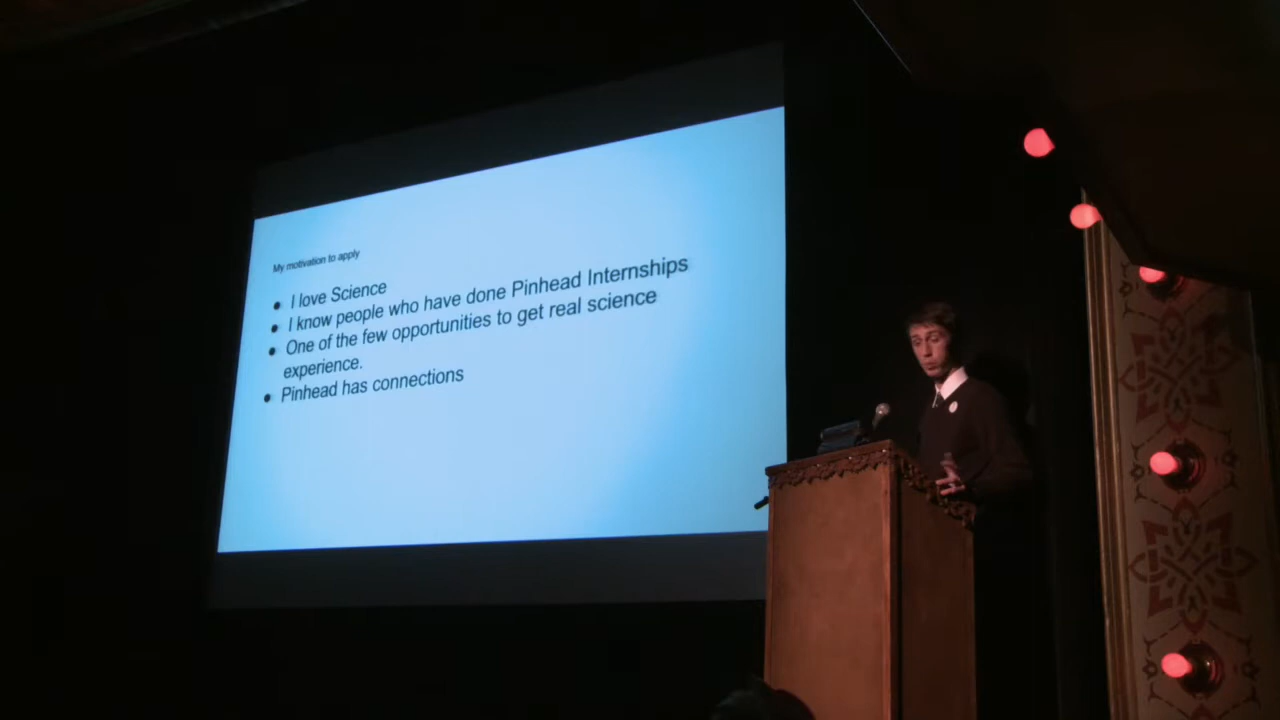 My motivation to apply
● I love Science
● I know people who have done Pinhead Internships
● One of the few opportunities to get real science
experience.
● Pinhead has connections